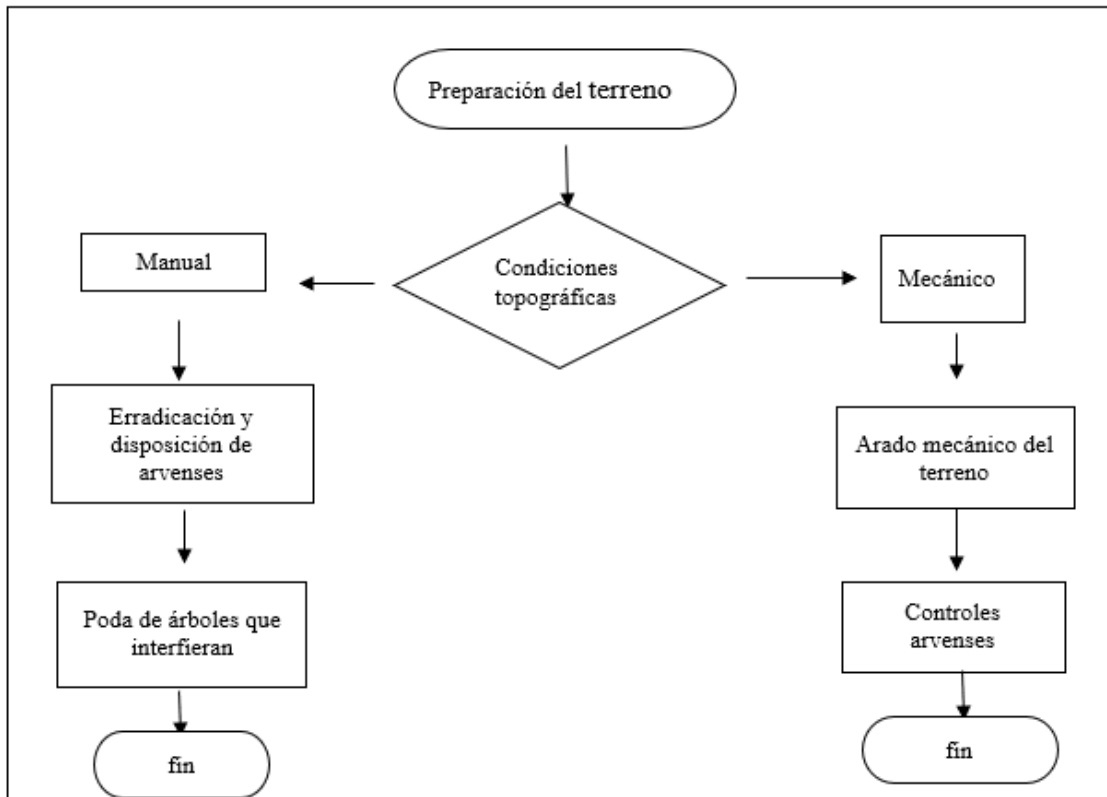 Preparación del terreno
Condiciones
topográficas
Manual
Erradicación y
disposición de
arvenses
Poda de árboles que
interfieran
fin
Mecánico
Arado mecánico del
terreno
Controles
arvenses
fin